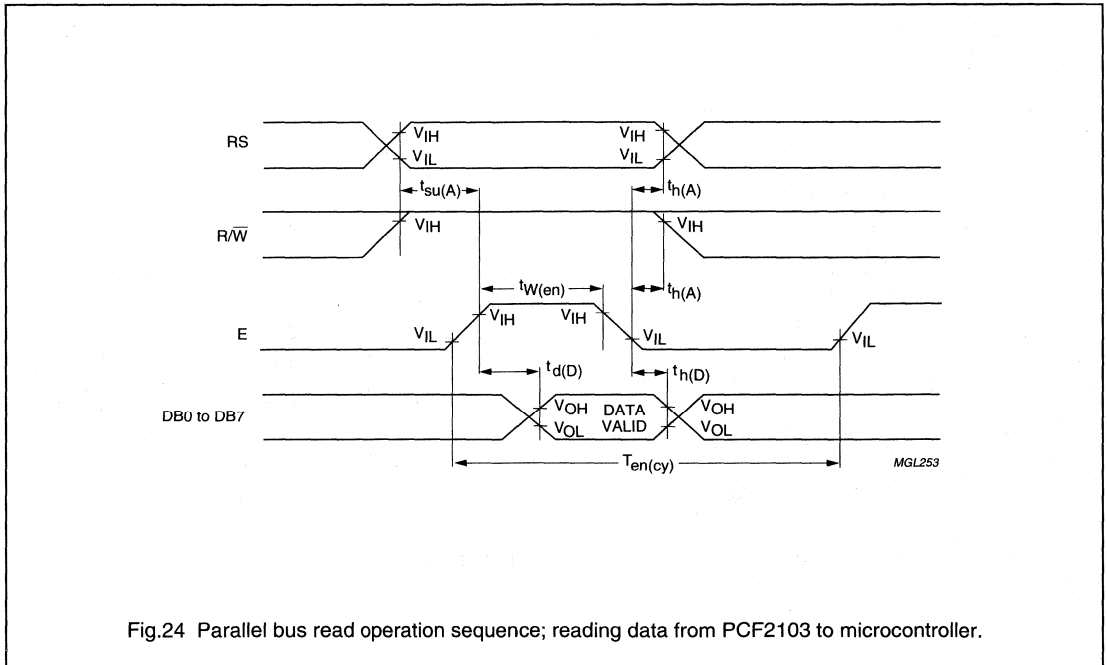 RS
VIH
VIL
VIH
VIL
tsu(A)
th(A)
R/W̅
VIH
VIH
tW(en)
th(A)
E
VIL
VIH
VIH
VIL
VIL
td(D)
th(D)
DB0 to DB7
VOH
VOL
DATA
VALID
VOH
VOL
Ten(cy)
MGL253
Fig.24 Parallel bus read operation sequence; reading data from PCF2103 to microcontroller.